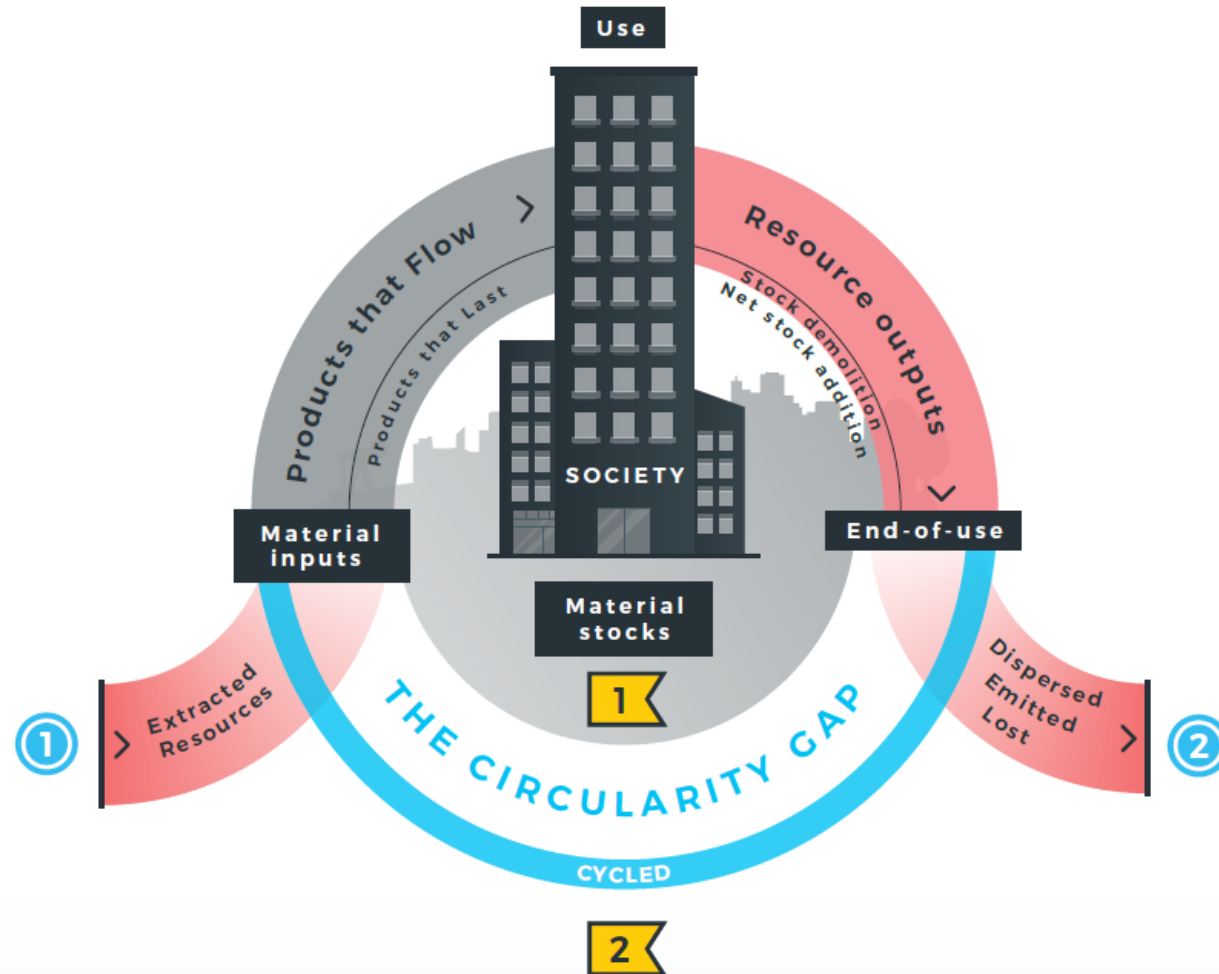 Use
Products that Flow
Products that Last
Resource outputs
Stock demolition
Net stock addition
SOCIETY
Material
inputs
End-of-use
Material
stocks
1
Extracted
Resources
1
Dispersed
Emitted
Lost
2
THE CIRCULARITY GAP
CYCLED
2